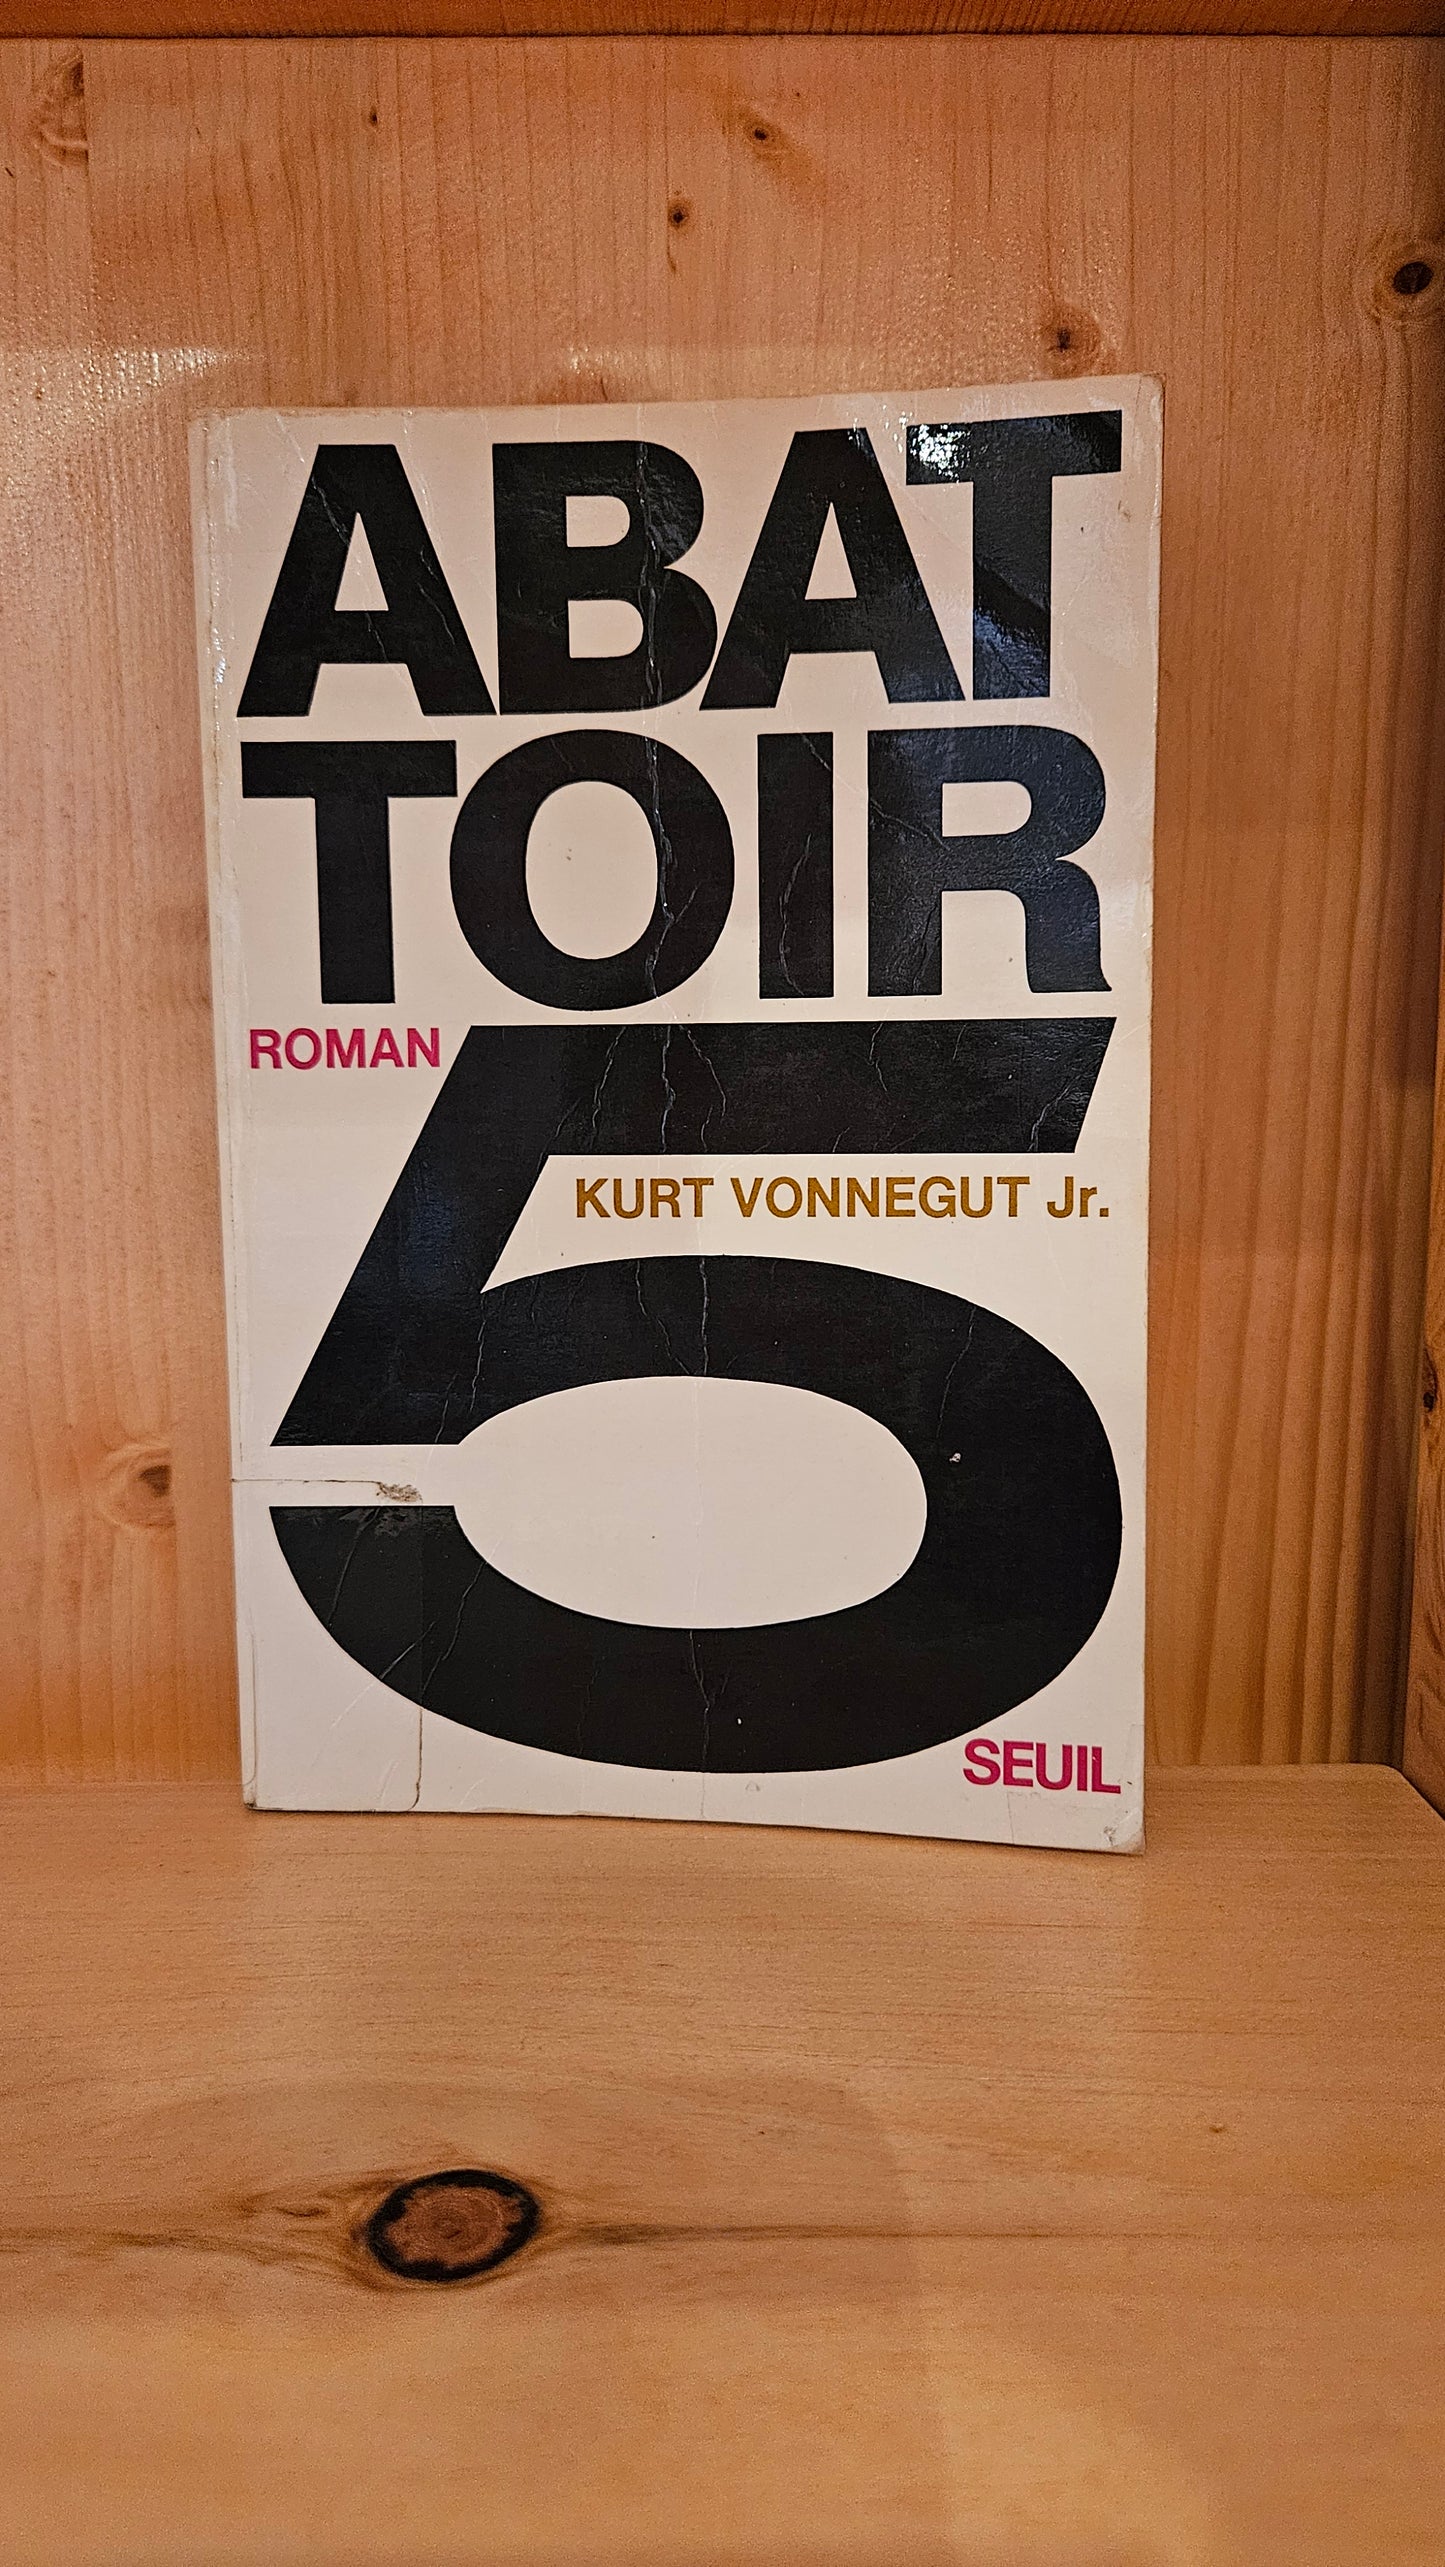 ABAT
TOIR
ROMAN
5
KURT VONNEGUT Jr.
SEUIL